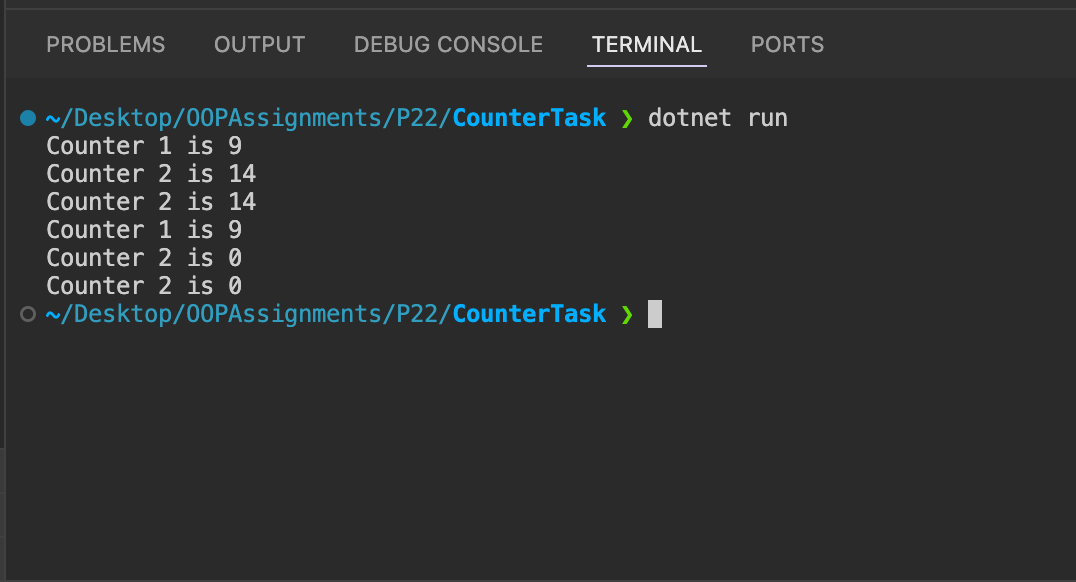 PROBLEMS OUTPUT DEBUG CONSOLE TERMINAL PORTS
~/Desktop/OOPAssignments/P22/CounterTask ❯ dotnet run
Counter 1 is 9
Counter 2 is 14
Counter 2 is 14
Counter 1 is 9
Counter 2 is 0
Counter 2 is 0
~/Desktop/OOPAssignments/P22/CounterTask ❯